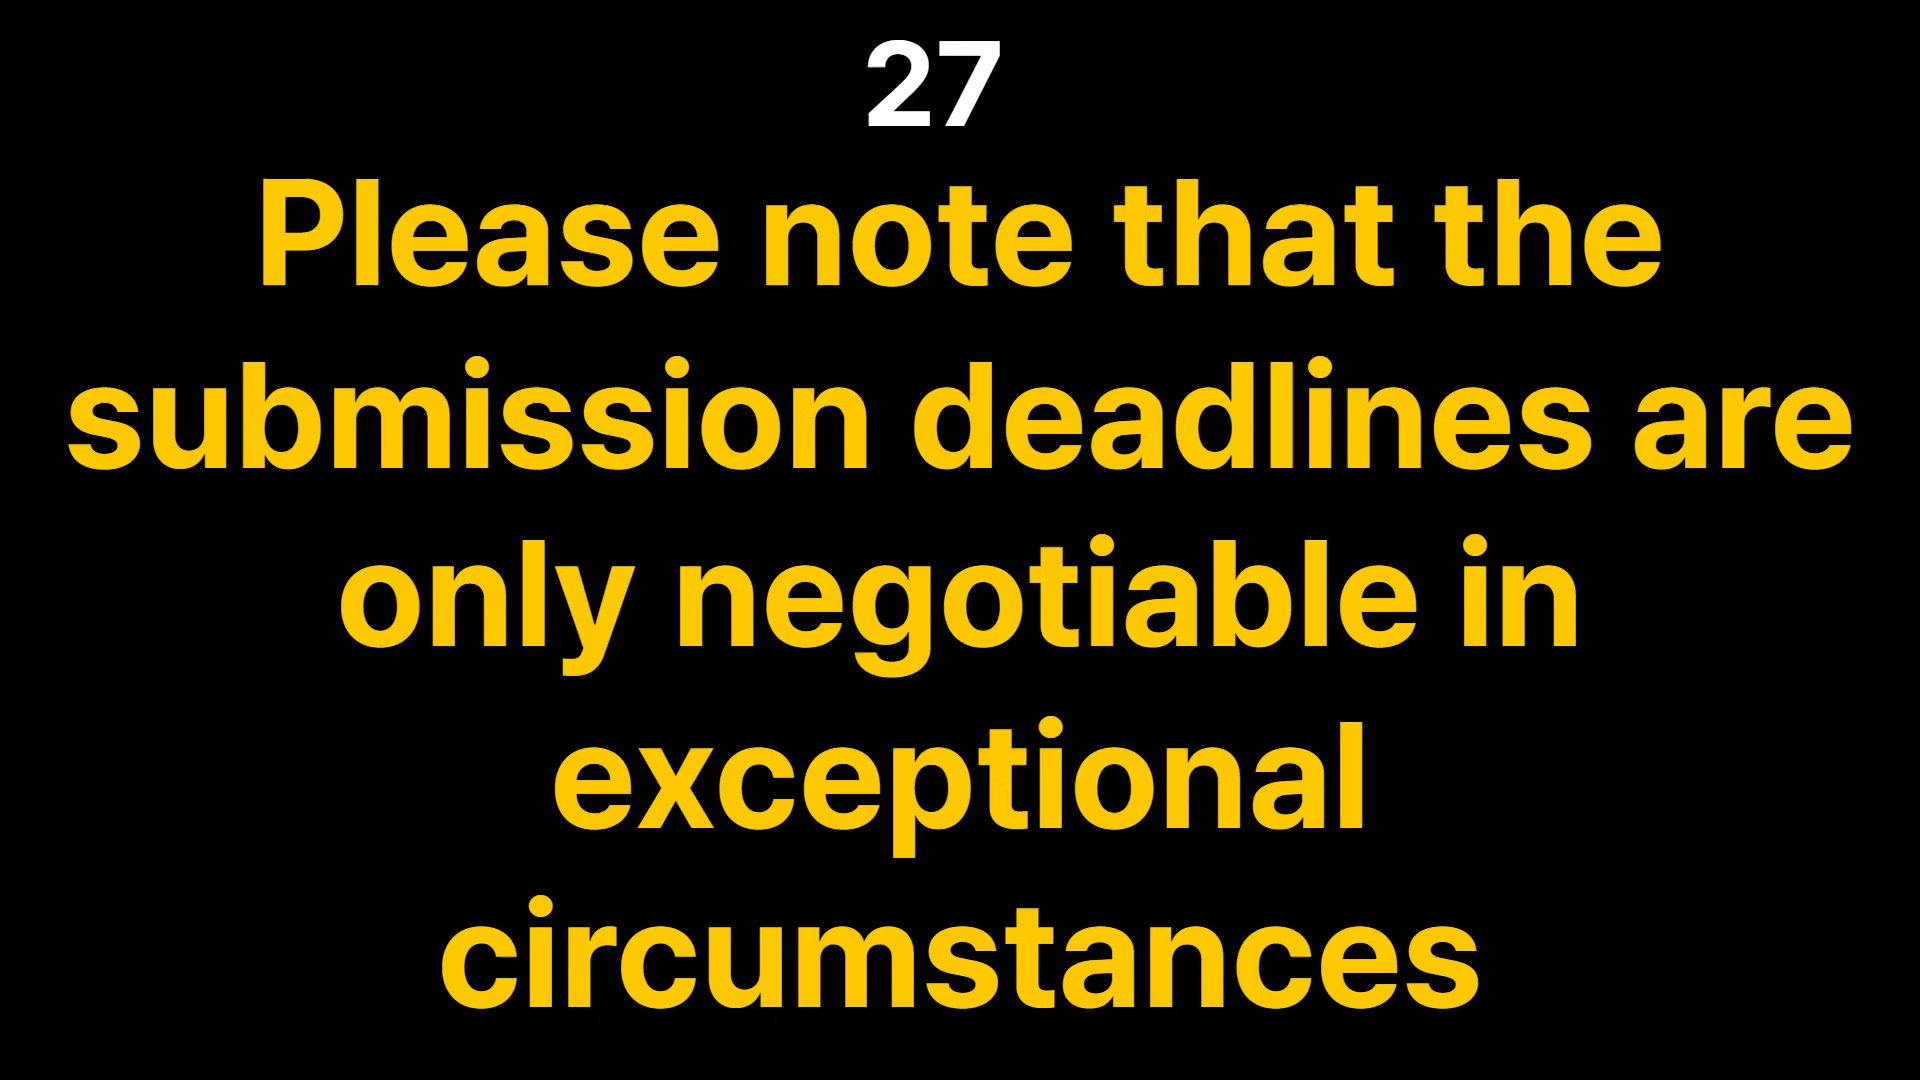 27
Please note that the
submission deadlines are
only negotiable in
exceptional
circumstances